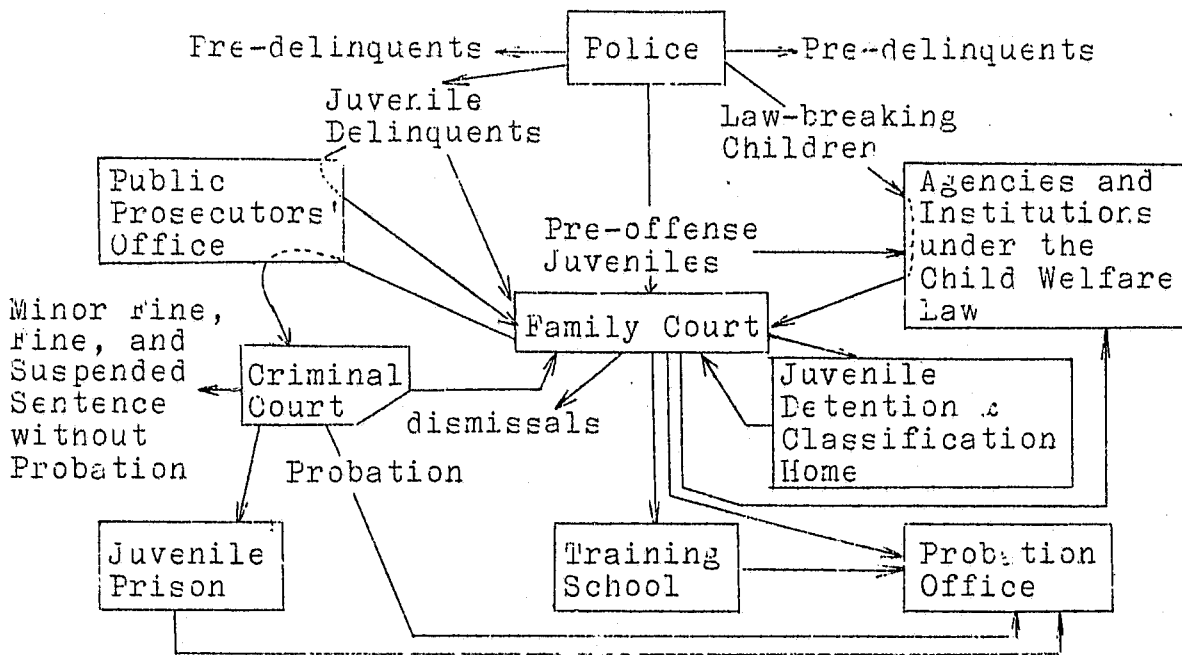 Pre-delinquents
Police
Pre-delinquents
Juvenile
Delinquents
Law-breaking
Children
Public
Prosecutors'
Office
Pre-offense
Juveniles
Agencies and
Institutions
under the
Child Welfare
Law
Minor Fine,
Fine, and
Suspended
Sentence
without
Probation
Family Court
Criminal
Court
dismissals
Juvenile
Detention &
Classification
Home
Probation
Juvenile
Prison
Training
School
Probation
Office